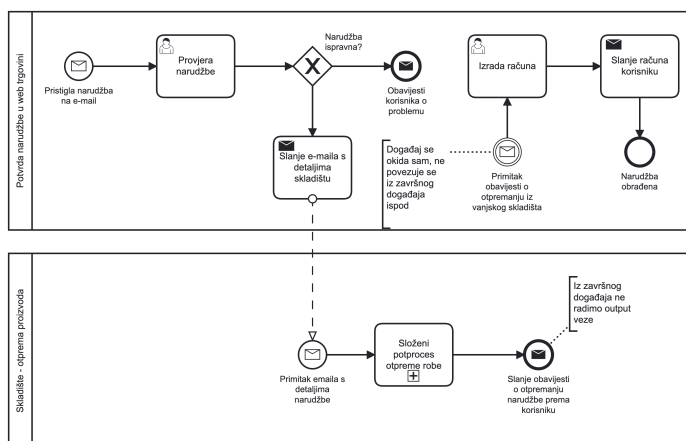 Potvrda narudžbe u web trgovini
Pristigla narudžba
na e-mail
Provjera
narudžbe
Narudžba
ispravna?
Obavijesti
korisnika o
problemu
Slanje e-maila s
detaljima
skladištu
Događaj se
okida sam, ne
povezuje se
iz završnog
događaja
ispod
Izrada računa
Primitak
obavijesti o
otpremanju iz
vanjskog skladišta
Slanje računa
korisniku
Narudžba
obrađena
Skladište - otprema proizvoda
Primitak emaila s
detaljima
narudžbe
Složeni
potproces
otpreme robe
Slanje obavijesti
o otpremanju
narudžbe prema
korisniku
Iz završnog
događaja ne
radimo output
veze